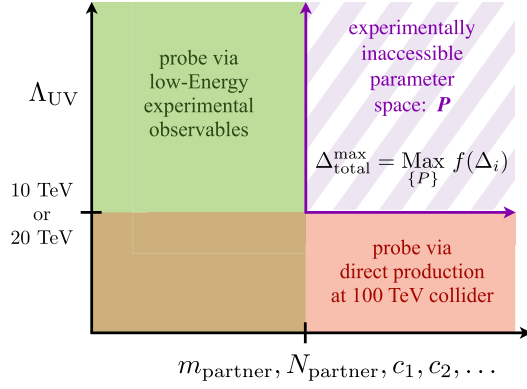 probe via
low-Energy
experimental
observables
experimentally
inaccessible
parameter
space: P
Δ_total^max = Max_{P} f(Δ_i)
Λ_UV
10 TeV
or
20 TeV
probe via
direct production
at 100 TeV collider
m_partner, N_partner, c_1, c_2, ...